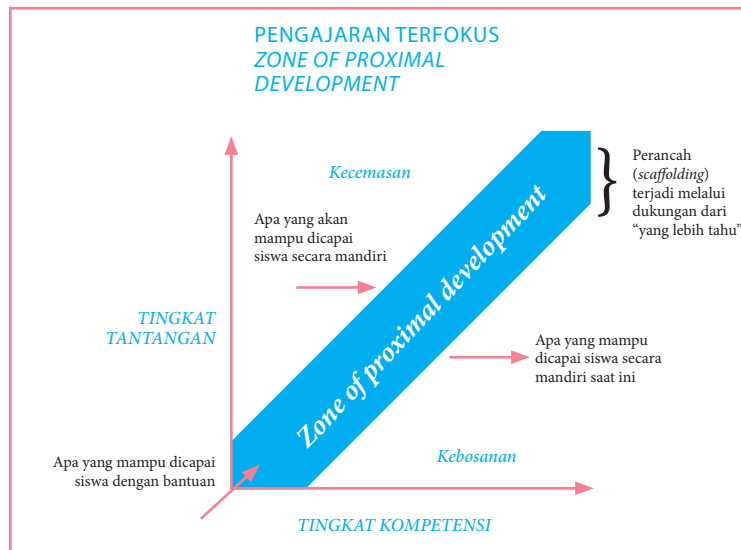 PENGAJARAN TERFOKUS
ZONE OF PROXIMAL
DEVELOPMENT
Kecemasan
Perancah
(scaffolding)
terjadi melalui
dukungan dari
“yang lebih tahu”
Apa yang akan
mampu dicapai
siswa secara mandiri
Zone of proximal development
TINGKAT
TANTANGAN
Apa yang mampu
dicapai siswa secara
mandiri saat ini
Apa yang mampu dicapai
siswa dengan bantuan
Kebosanan
TINGKAT KOMPETENSI